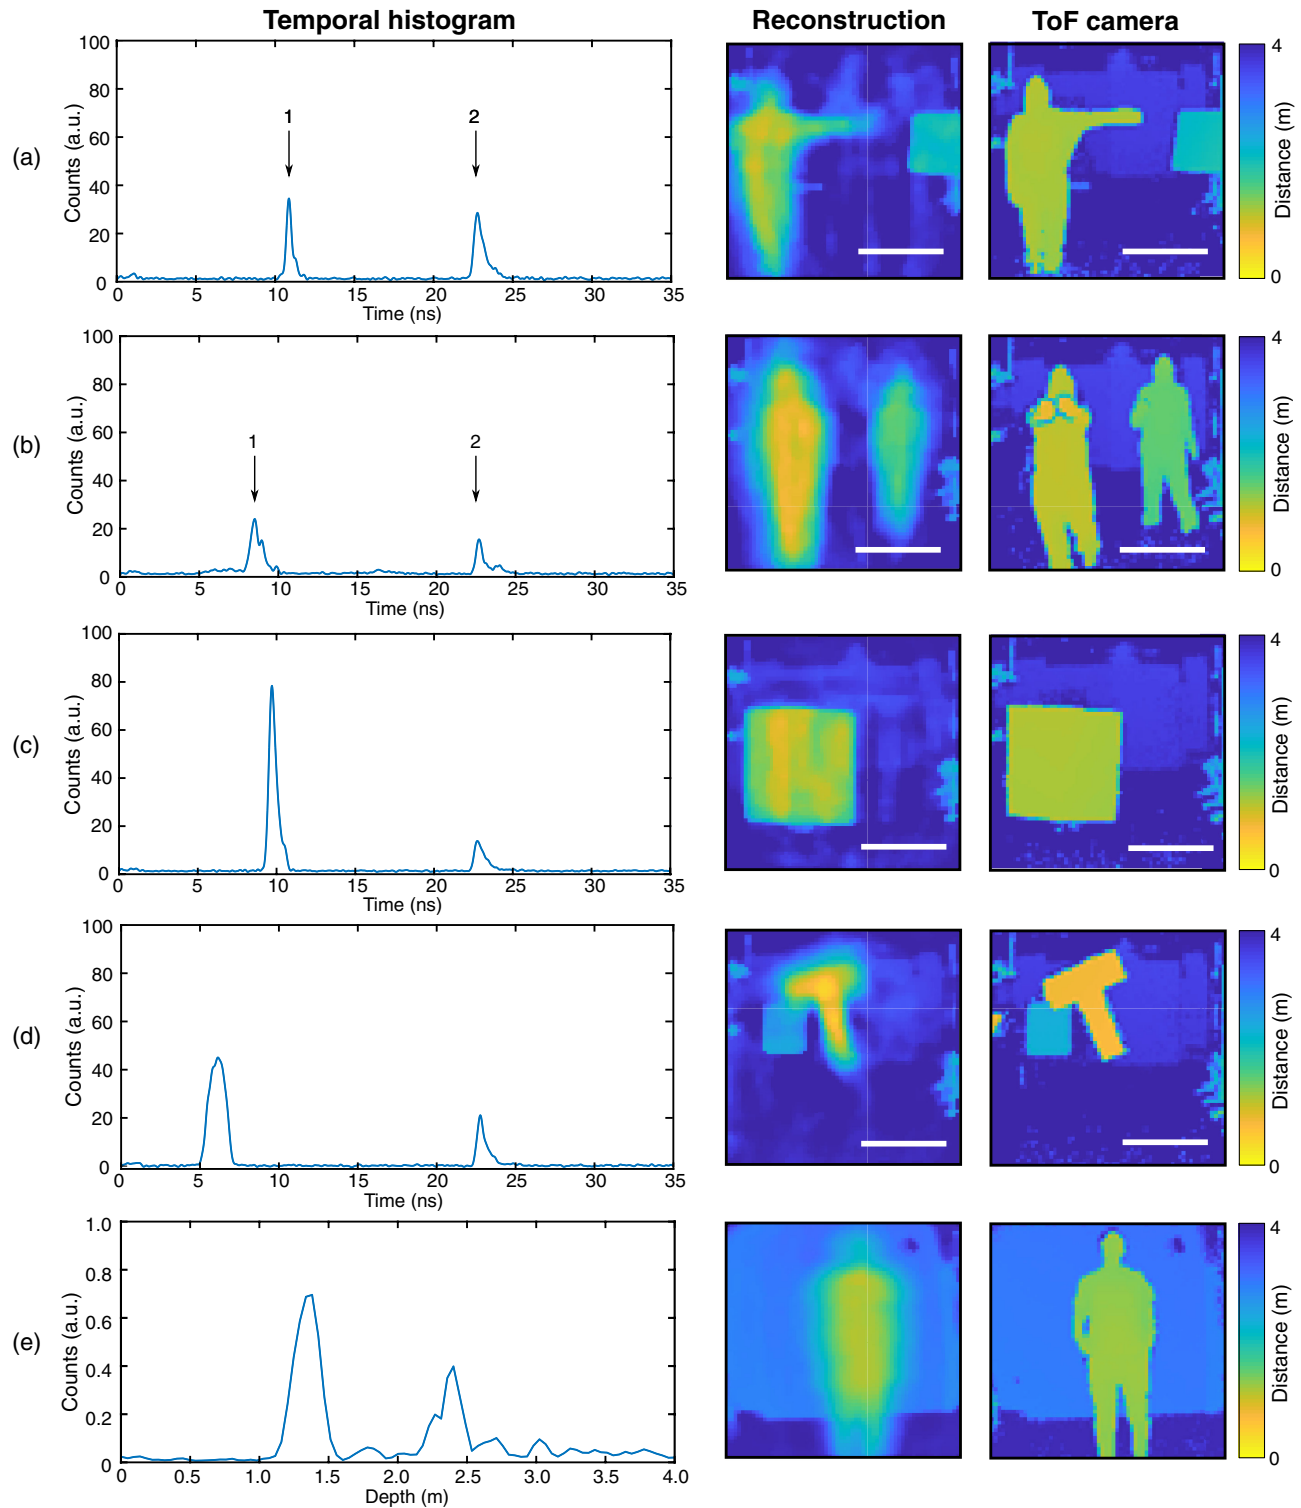 Temporal histogram Reconstruction ToF camera
(a)
Counts (a.u.)
100
80
60
40
20
0
1 2
0 5 10 15 20 25 30 35
Time (ns)
4
Distance (m)
0
(b)
Counts (a.u.)
100
80
60
40
20
0
1 2
0 5 10 15 20 25 30 35
Time (ns)
4
Distance (m)
0
(c)
Counts (a.u.)
100
80
60
40
20
0
0 5 10 15 20 25 30 35
Time (ns)
4
Distance (m)
0
(d)
Counts (a.u.)
100
80
60
40
20
0
0 5 10 15 20 25 30 35
Time (ns)
4
Distance (m)
0
(e)
Counts (a.u.)
1.0
0.8
0.6
0.4
0.2
0
0 0.5 1.0 1.5 2.0 2.5 3.0 3.5 4.0
Depth (m)
4
Distance (m)
0